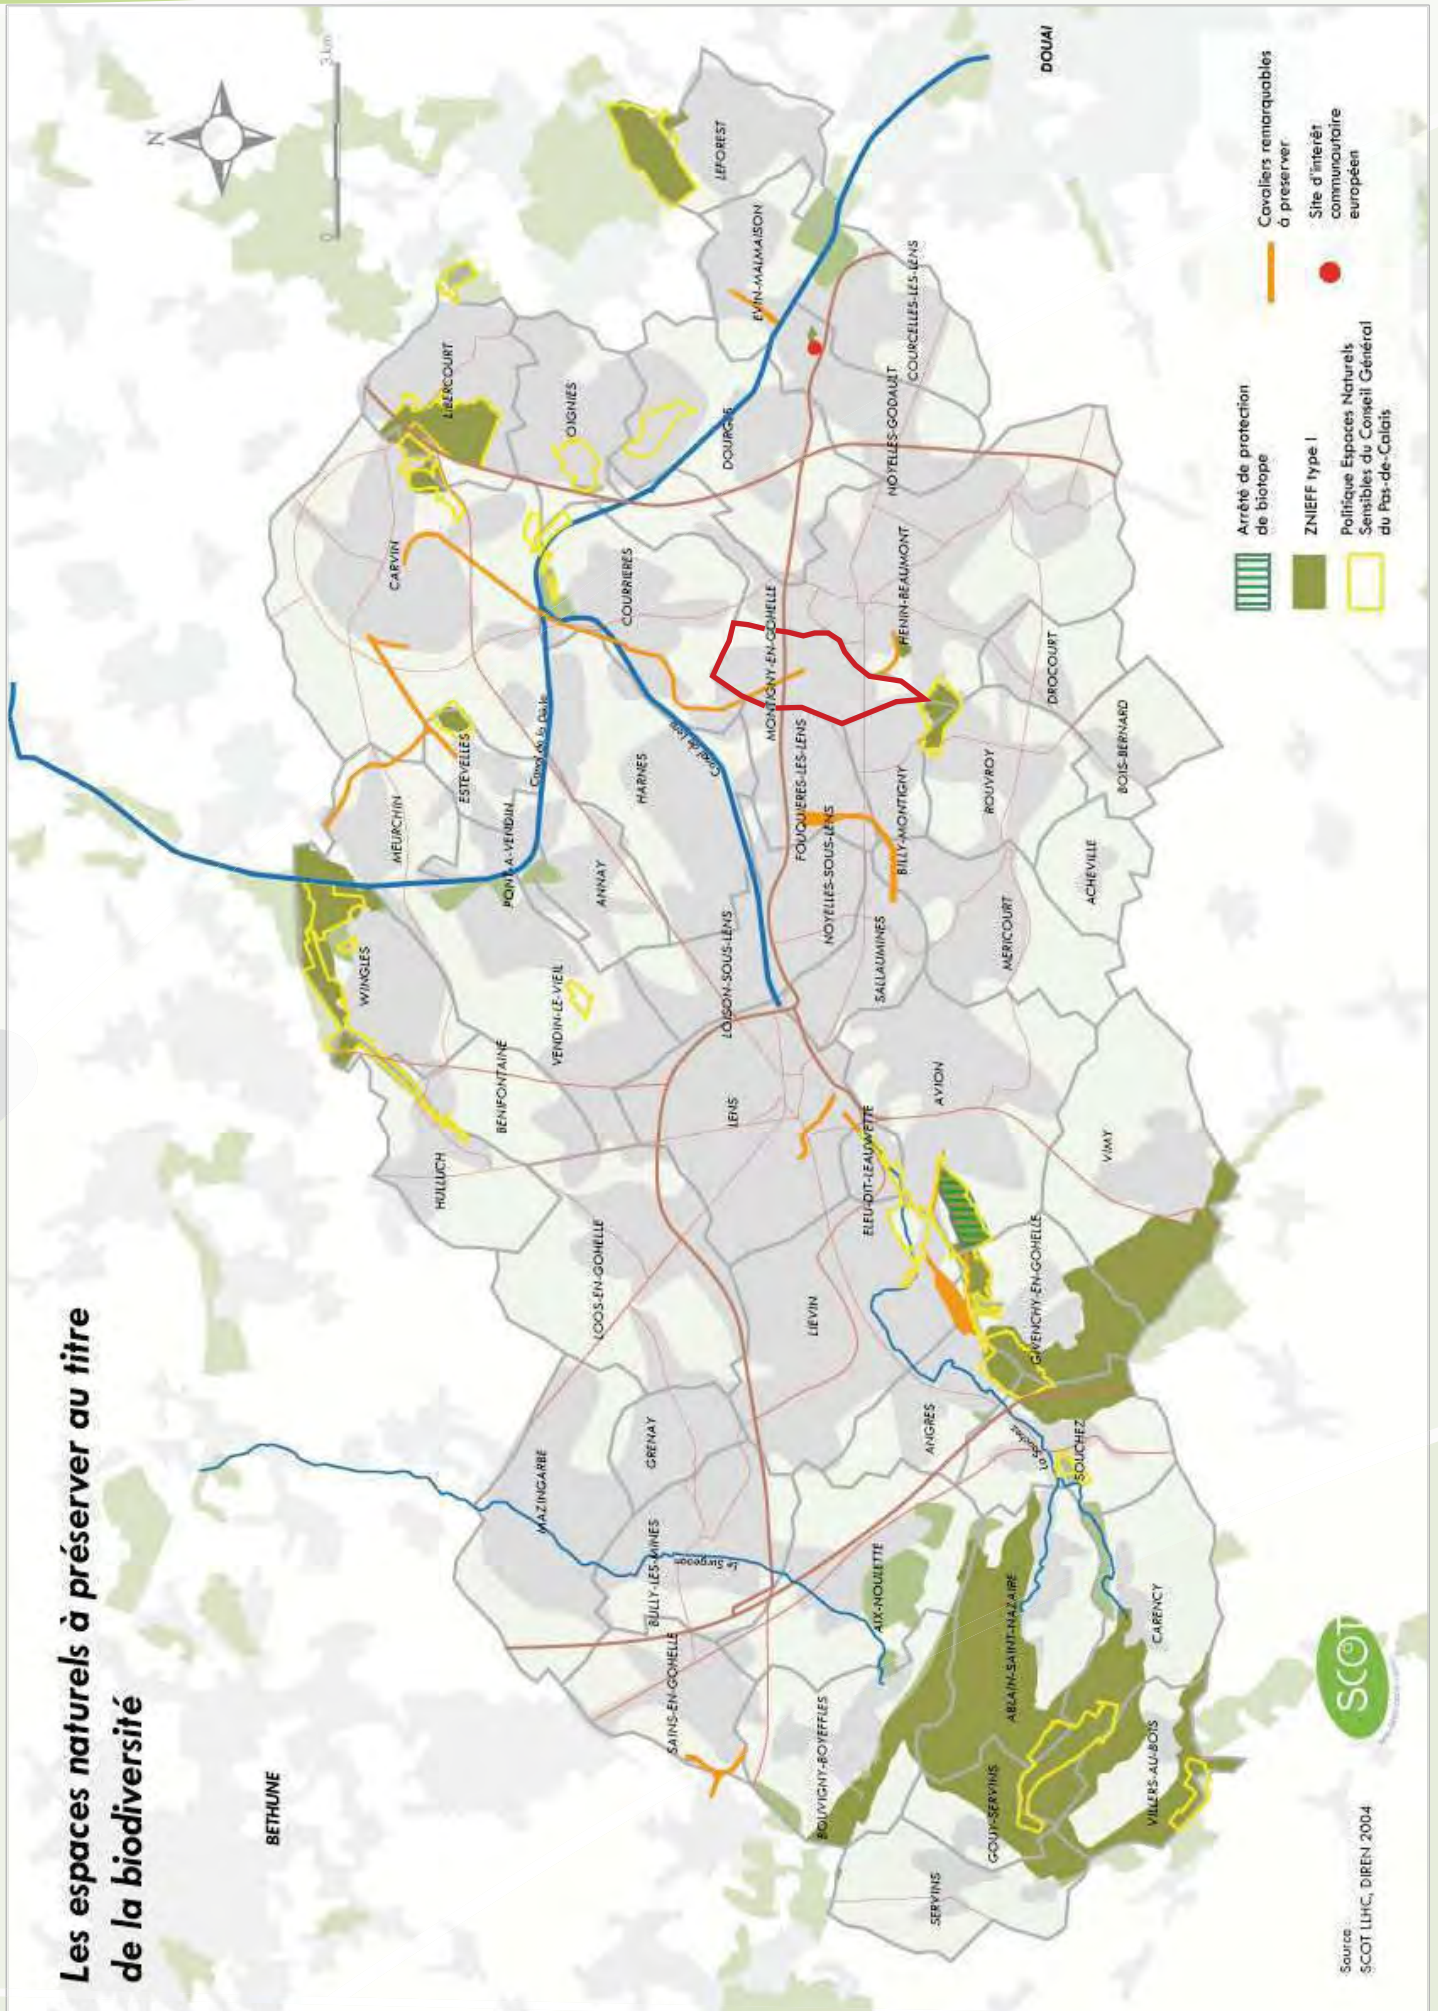 Les espaces naturels à préserver au titre
de la biodiversité
N
0
3 km
BETHUNE
DOUAI
LEFOREST
EVIN-MALMAISON
COURCELLES-LES-LENS
NOYELLES-GODAULT
DOURGES
OIGNIES
LIBERCOURT
CARVIN
COURRIERES
MONTIGNY-EN-GOHELLE
HENIN-BEAUMONT
DROCOURT
BOIS-BERNARD
ROUVROY
BILLY-MONTIGNY
FOUQUIERES-LES-LENS
NOYELLES-SOUS-LENS
HARNES
Canal de Lens
Canal de la Deûle
ESTEVELLES
MEURCHIN
PONT-A-VENDIN
ANNAY
ACHEVILLE
MERICOURT
SALLAUMINES
LOISON-SOUS-LENS
WINGLES
VENDIN-LE-VIEIL
BENIFONTAINE
HULLUCH
LENS
AVION
ELEU-DIT-LEAUWETTE
VIMY
GIVENCHY-EN-GOHELLE
LIEVIN
LOOS-EN-GOHELLE
GRENAY
MAZINGARBE
ANGRES
La Souchez
SOUCHEZ
BULLY-LES-MINES
Le Surgeon
AIX-NOULETTE
ABLAIN-SAINT-NAZAIRE
CARENCY
SAINS-EN-GOHELLE
BOUVIGNY-BOYEFFLES
GOUY-SERVINS
VILLERS-AU-BOIS
SERVINS
Arrêté de protection
de biotope
ZNIEFF type I
Politique Espaces Naturels
Sensibles du Conseil Général
du Pas-de-Calais
Cavaliers remarquables
à preserver
Site d'interêt
communautaire
européen
SCOT
Source :
SCOT LLHC, DIREN 2004